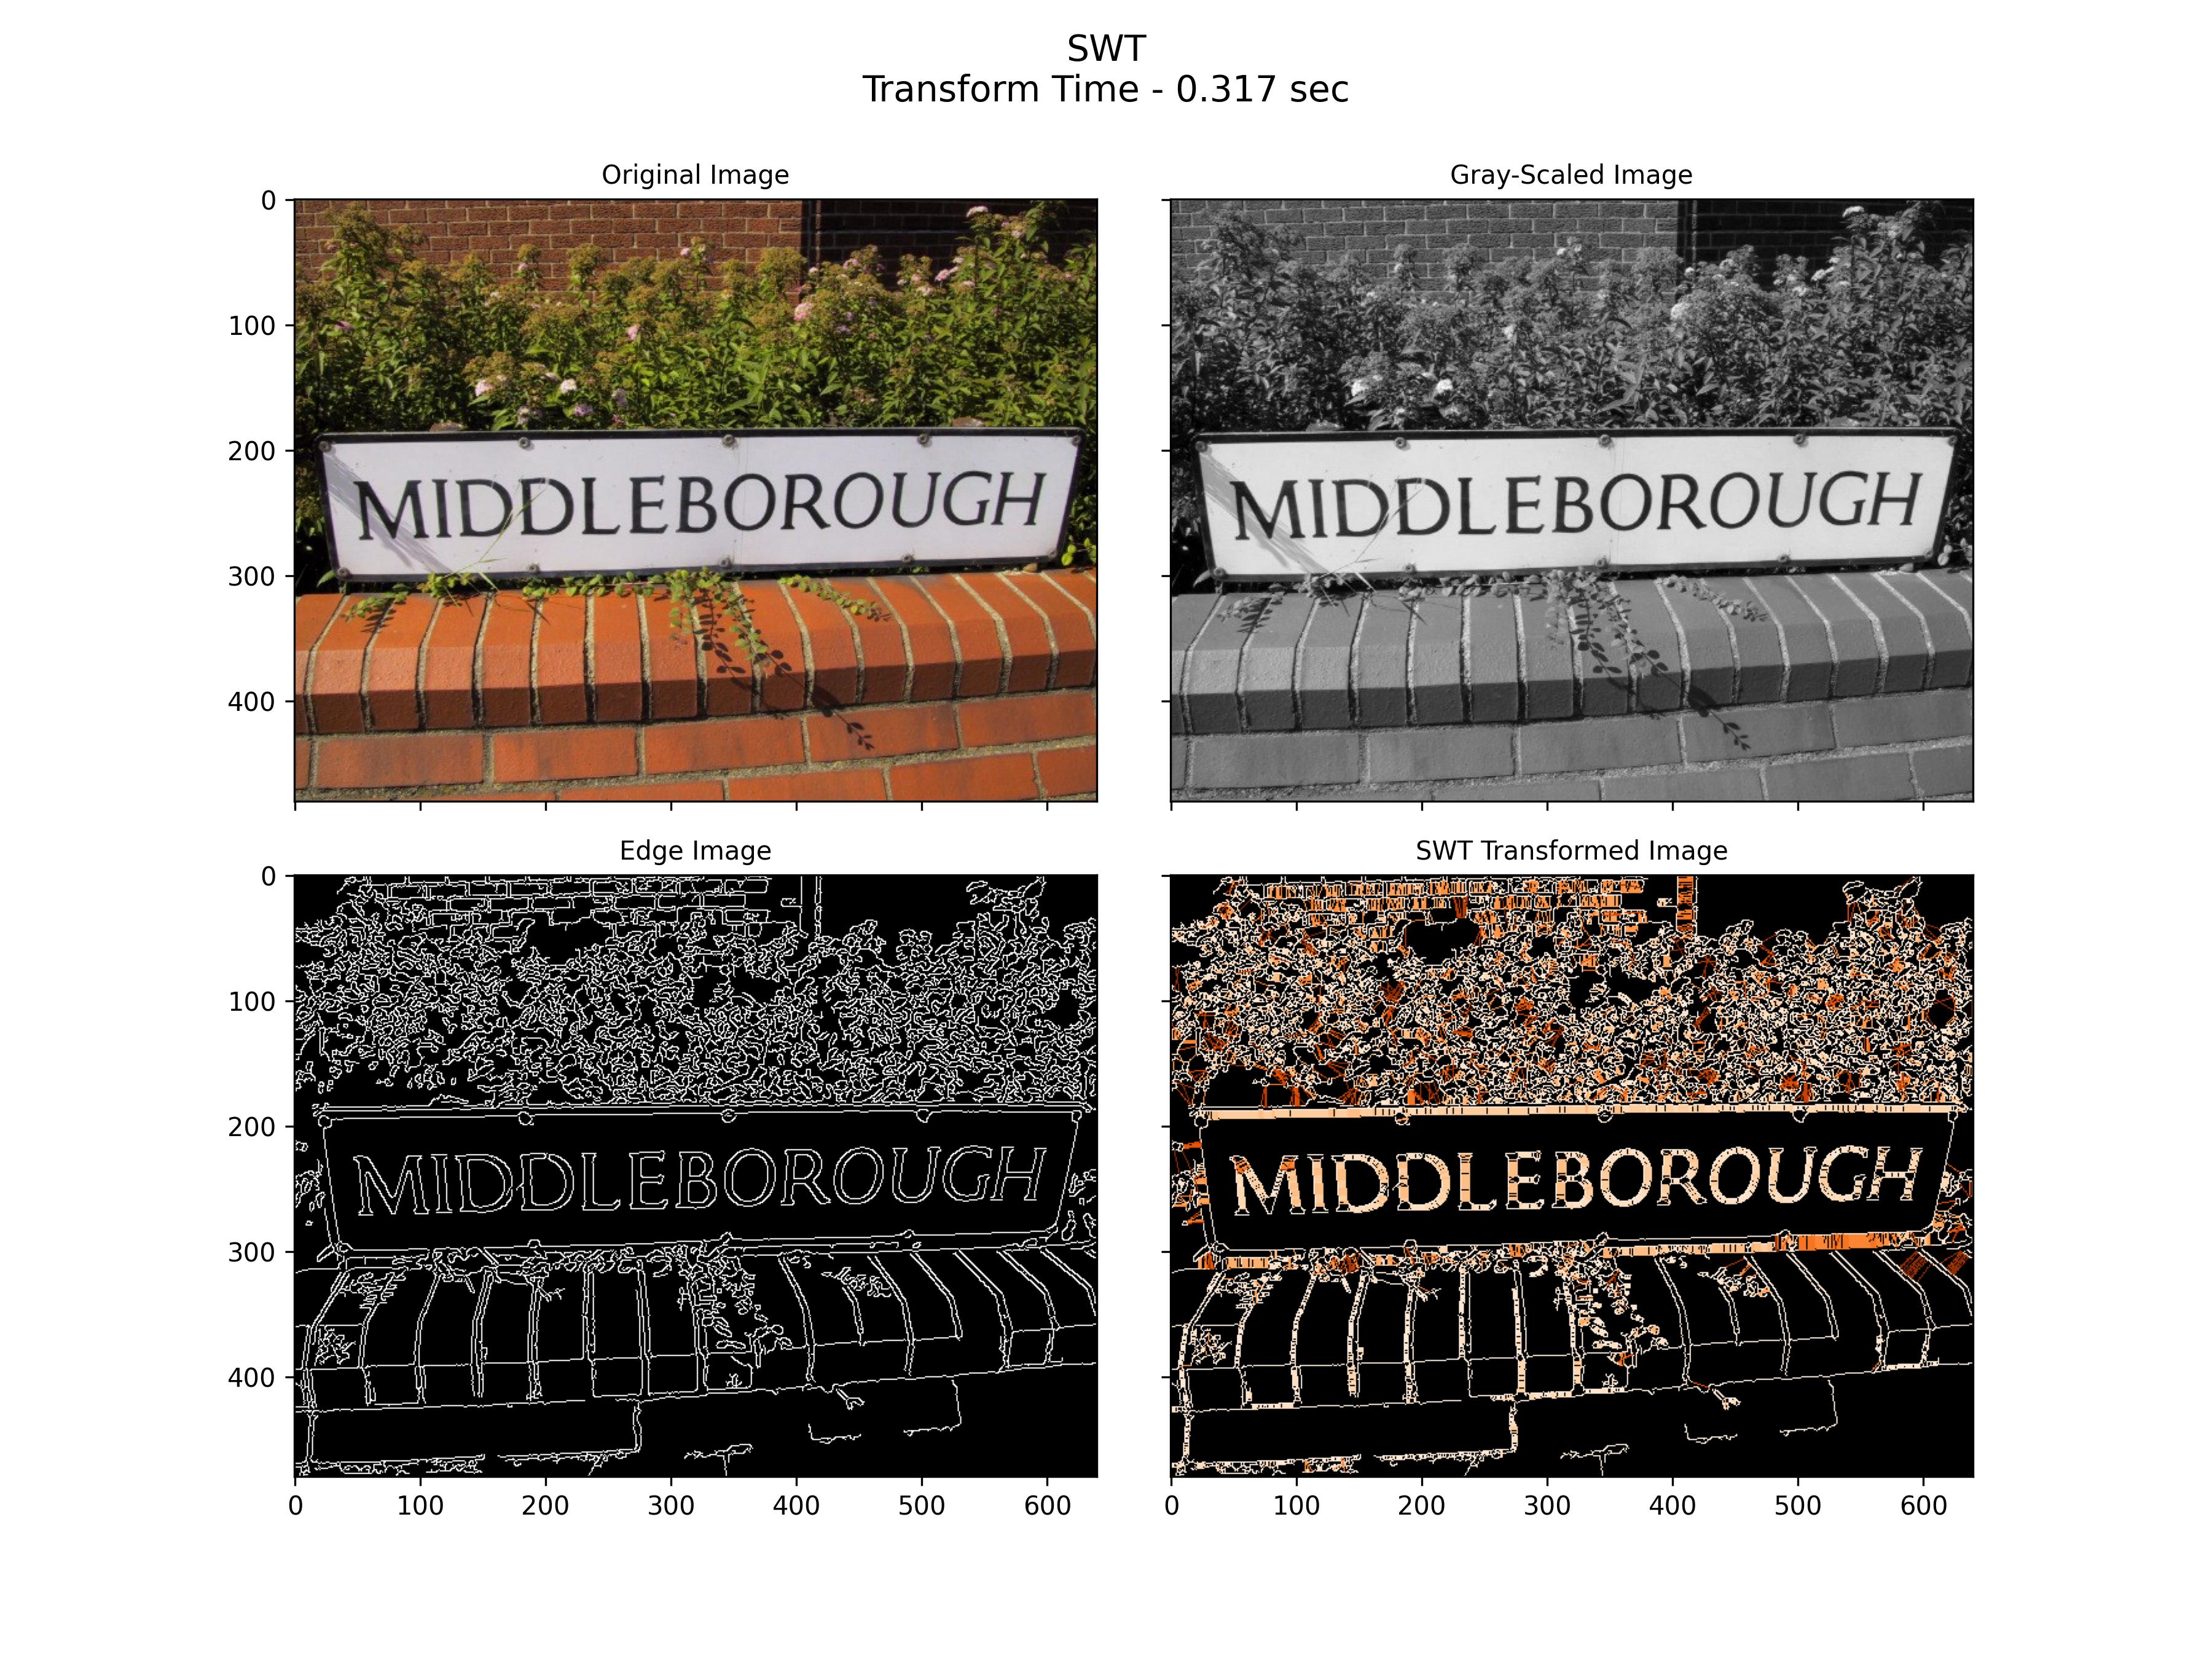 SWT
Transform Time - 0.317 sec
Original Image
Gray-Scaled Image
0
100
200
300
400
MIDDLEBOROUGH
MIDDLEBOROUGH
Edge Image
SWT Transformed Image
0
100
200
300
400
MIDDLEBOROUGH
MIDDLEBOROUGH
0 100 200 300 400 500 600
0 100 200 300 400 500 600